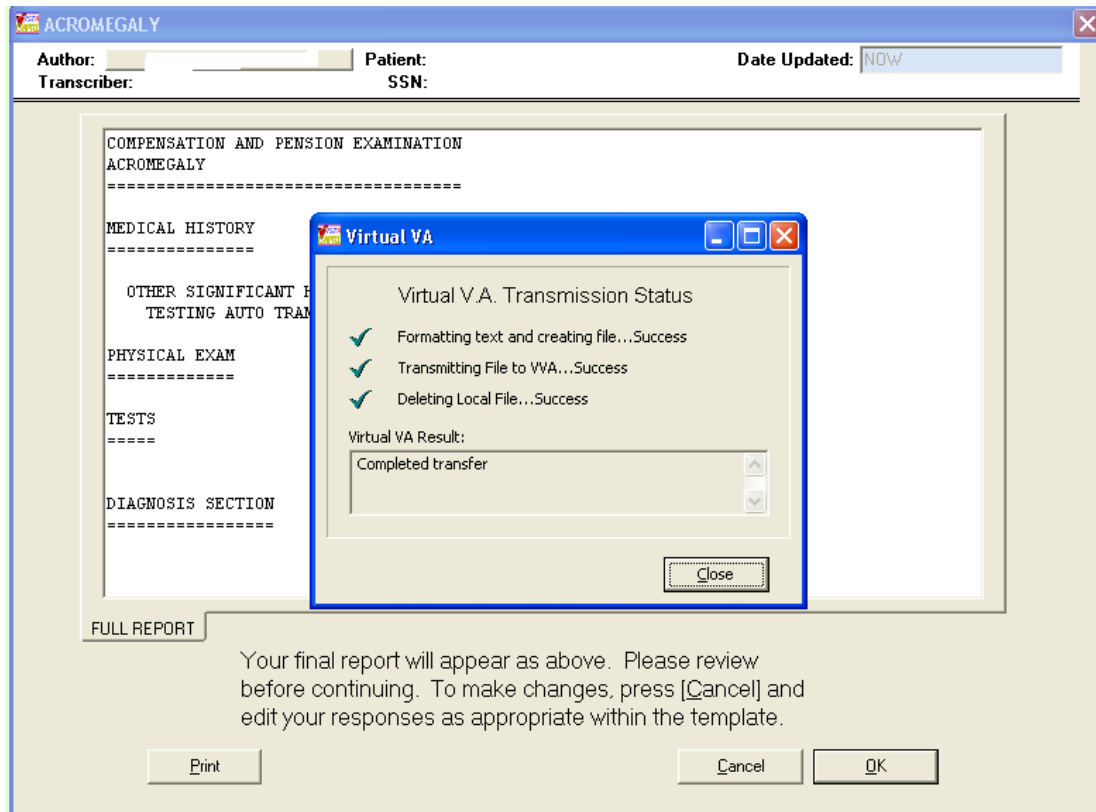 ACROMEGALY
Author: Patient: Date Updated: NOW
Transcriber: SSN:
COMPENSATION AND PENSION EXAMINATION
ACROMEGALY
===================================
MEDICAL HISTORY
===============
OTHER SIGNIFICANT
TESTING AUTO
PHYSICAL EXAM
=============
TESTS
=====
DIAGNOSIS SECTION
=================
Virtual VA
Virtual V.A. Transmission Status
Formatting text and creating file...Success
Transmitting File to VVA...Success
Deleting Local File...Success
Virtual VA Result:
Completed transfer
Close
FULL REPORT
Your final report will appear as above. Please review
before continuing. To make changes, press [Cancel] and
edit your responses as appropriate within the template.
Print Cancel OK